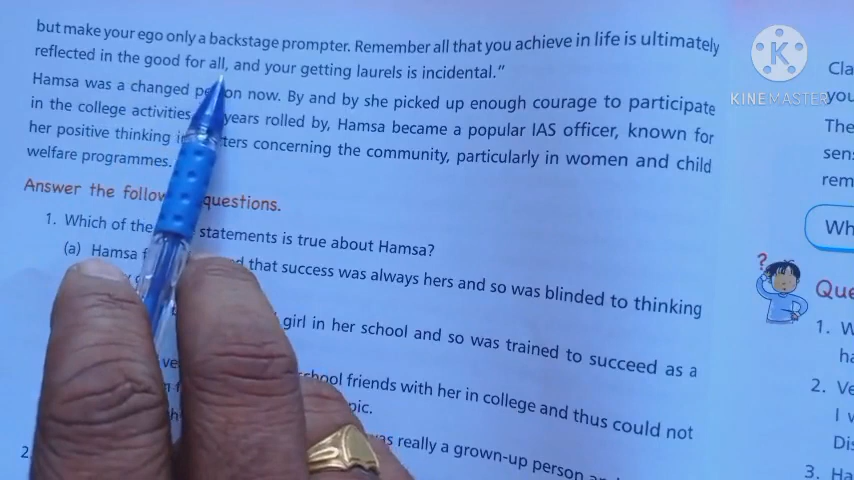 but make your ego only a backstage prompter. Remember all that you achieve in life is ultimately
reflected in the good for all, and your getting laurels is incidental."
Hamsa was a changed on now. By and by she picked up enough courage to participate
in the college activities years rolled by, Hamsa became a popular IAS officer, known for
her positive thinking concerning the community, particularly in women and child
welfare programmes.
Answer the questions.
1. Which of the statements is true about Hamsa?
(a) Hamsa that success was always hers and so was blinded to thinking
girl in her school and so was trained to succeed as a
friends with her in college and thus could not
was really a grown-up person
2.
KINEMASTER
Cla
you
The
sen
rem
Wh
?
Que
1. W
ha
2. Ve
I w
Dis
3. Ha